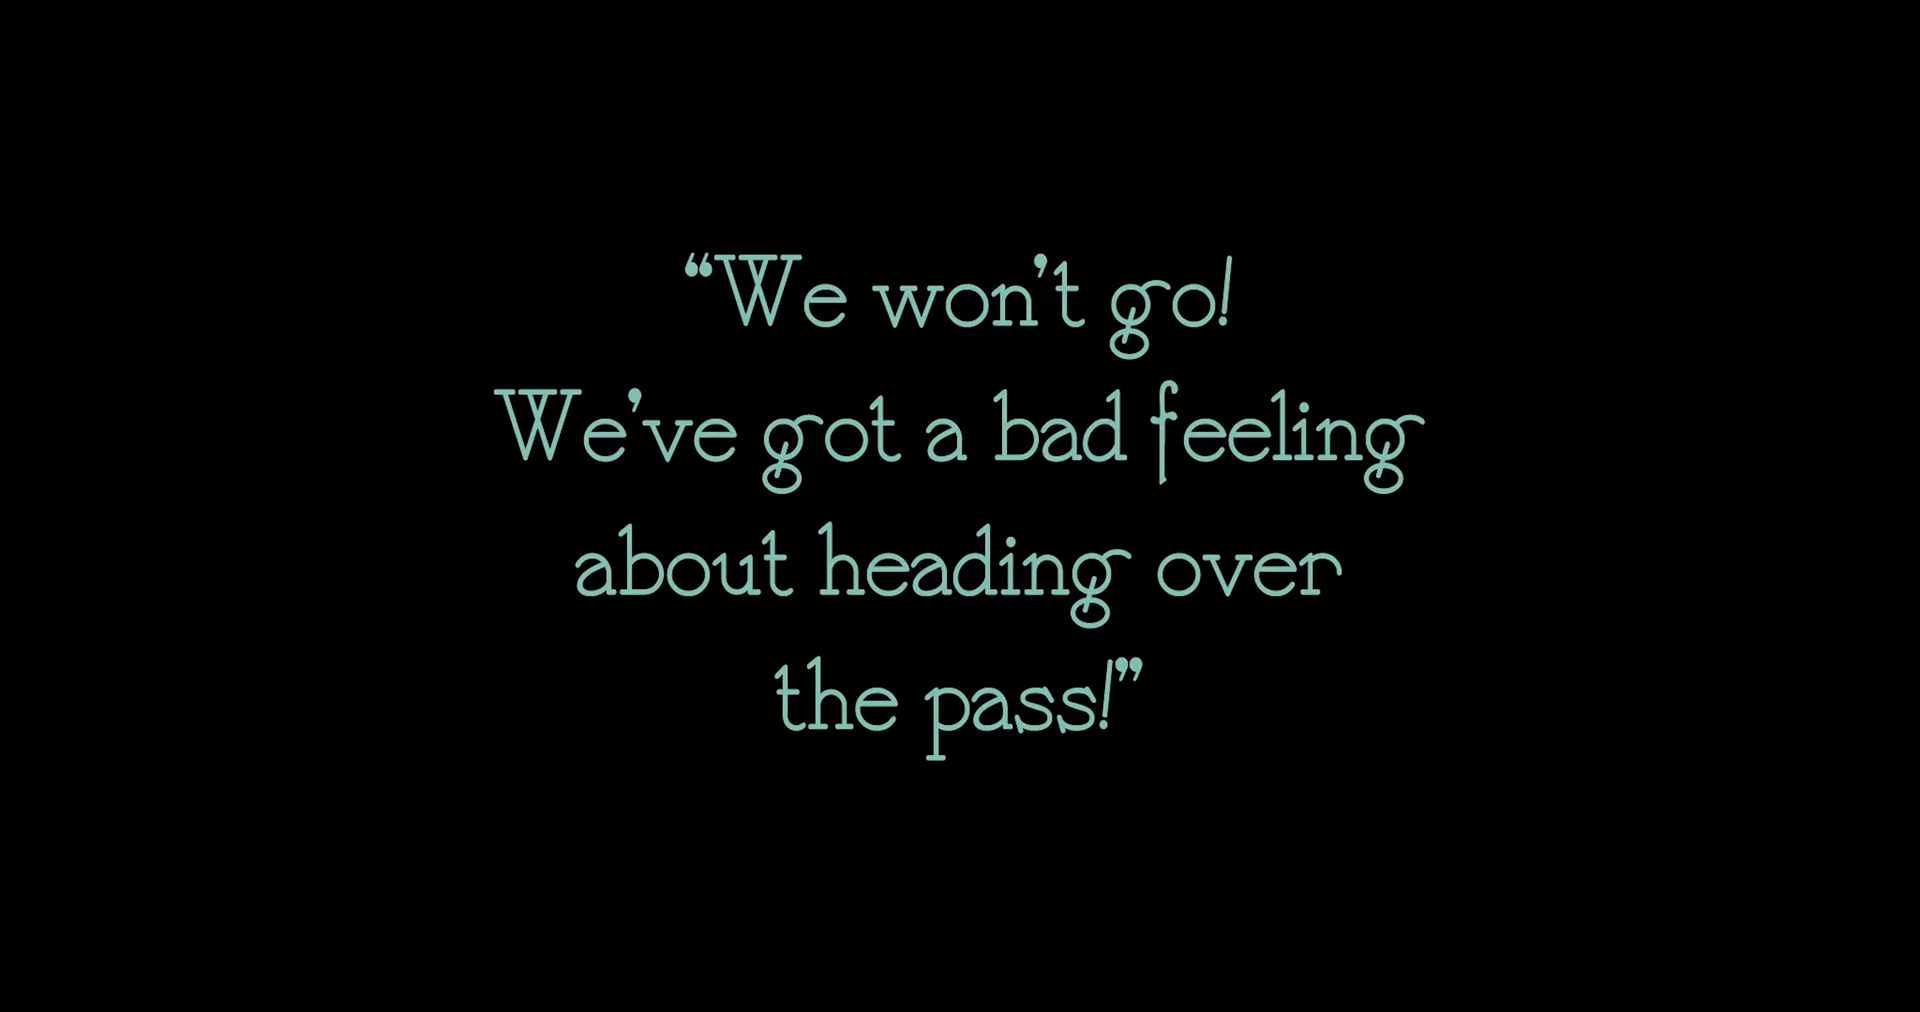 “We won’t go!
We’ve got a bad feeling
about heading over
the pass!”